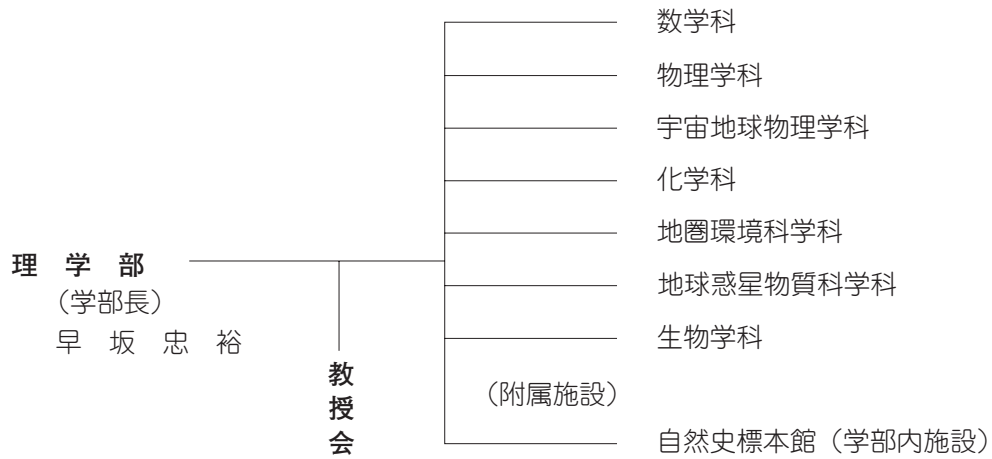 数学科
物理学科
宇宙地球物理学科
化学科
地圏環境科学科
理 学 部
地球惑星物質科学科
（学部長）
早 坂 忠 裕
生物学科
教授会
（附属施設）
自然史標本館（学部内施設）